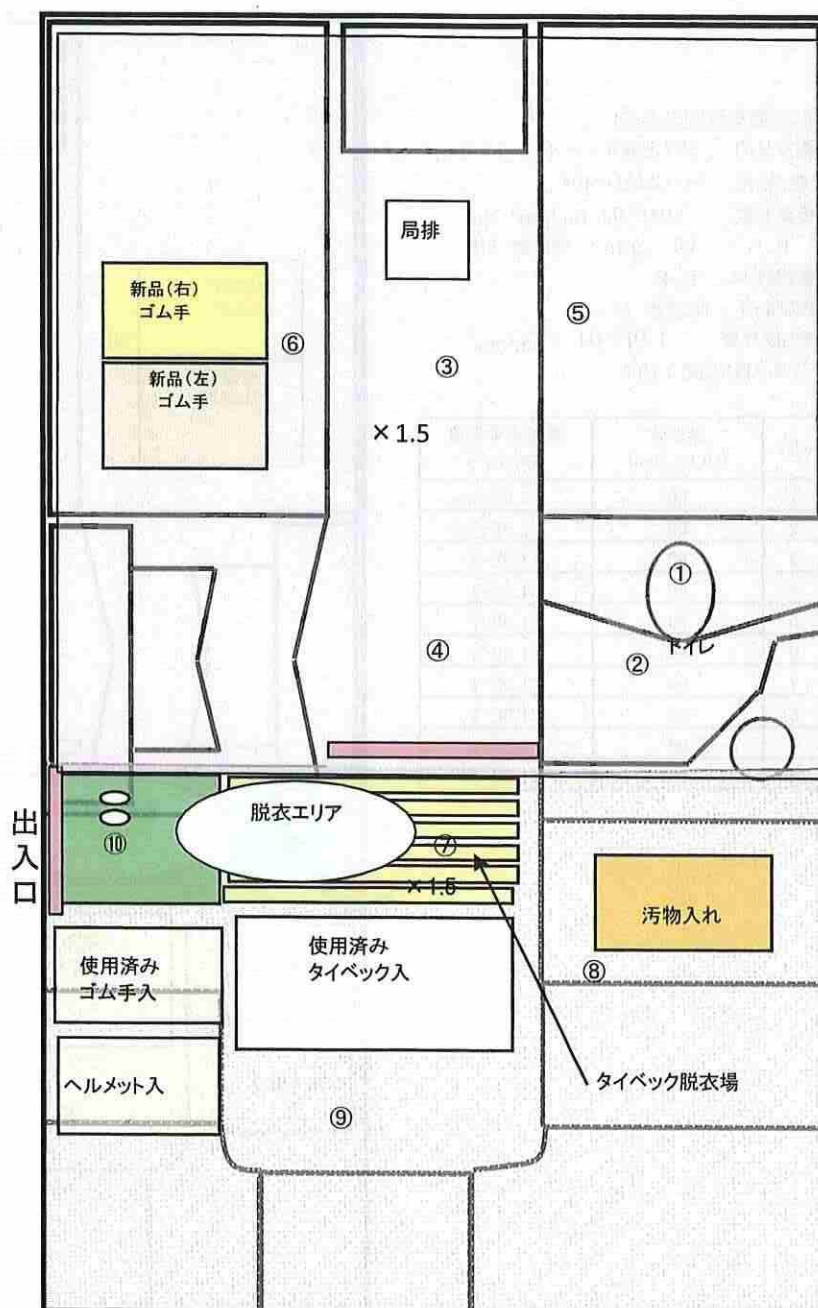 局排
新品(右)
ゴム手
⑥
⑤
③
新品(左)
ゴム手
×1.5
①
④
②
トイレ
出入口
脱衣エリア
⑩
⑦
×1.5
汚物入れ
使用済み
ゴム手入
使用済み
タイベック入
⑧
ヘルメット入
タイベック脱衣場
⑨